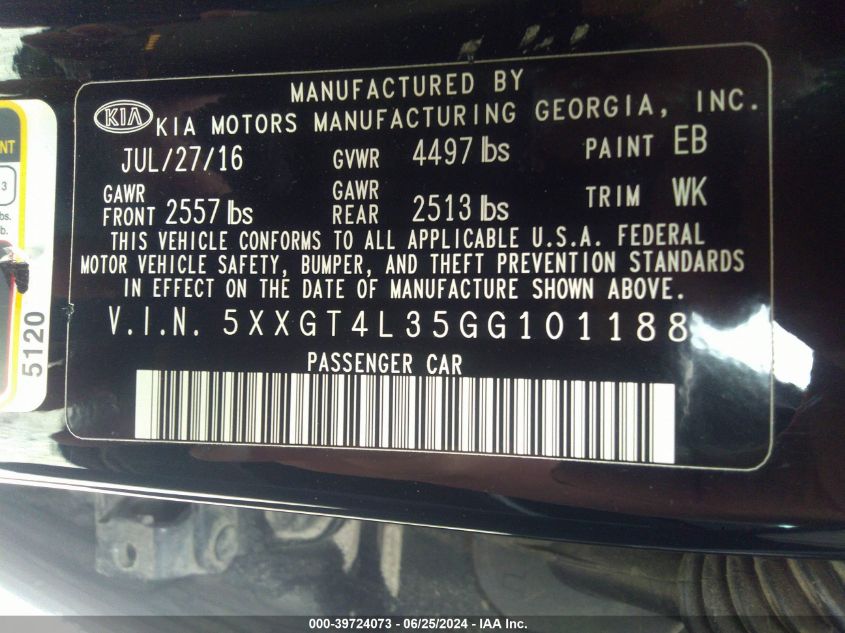 MANUFACTURED BY
KIA KIA MOTORS MANUFACTURING GEORGIA, INC.
JUL/27/16 GVWR 4497 lbs PAINT EB
GAWR FRONT 2557 lbs GAWR REAR 2513 lbs TRIM WK
THIS VEHICLE CONFORMS TO ALL APPLICABLE U.S.A. FEDERAL
MOTOR VEHICLE SAFETY, BUMPER, AND THEFT PREVENTION STANDARDS
IN EFFECT ON THE DATE OF MANUFACTURE SHOWN ABOVE.
V.I.N. 5XXGT4L35GG101188
PASSENGER CAR
NT
3
lbs.
b.
5120
000-39724073 - 06/25/2024 - IAA Inc.